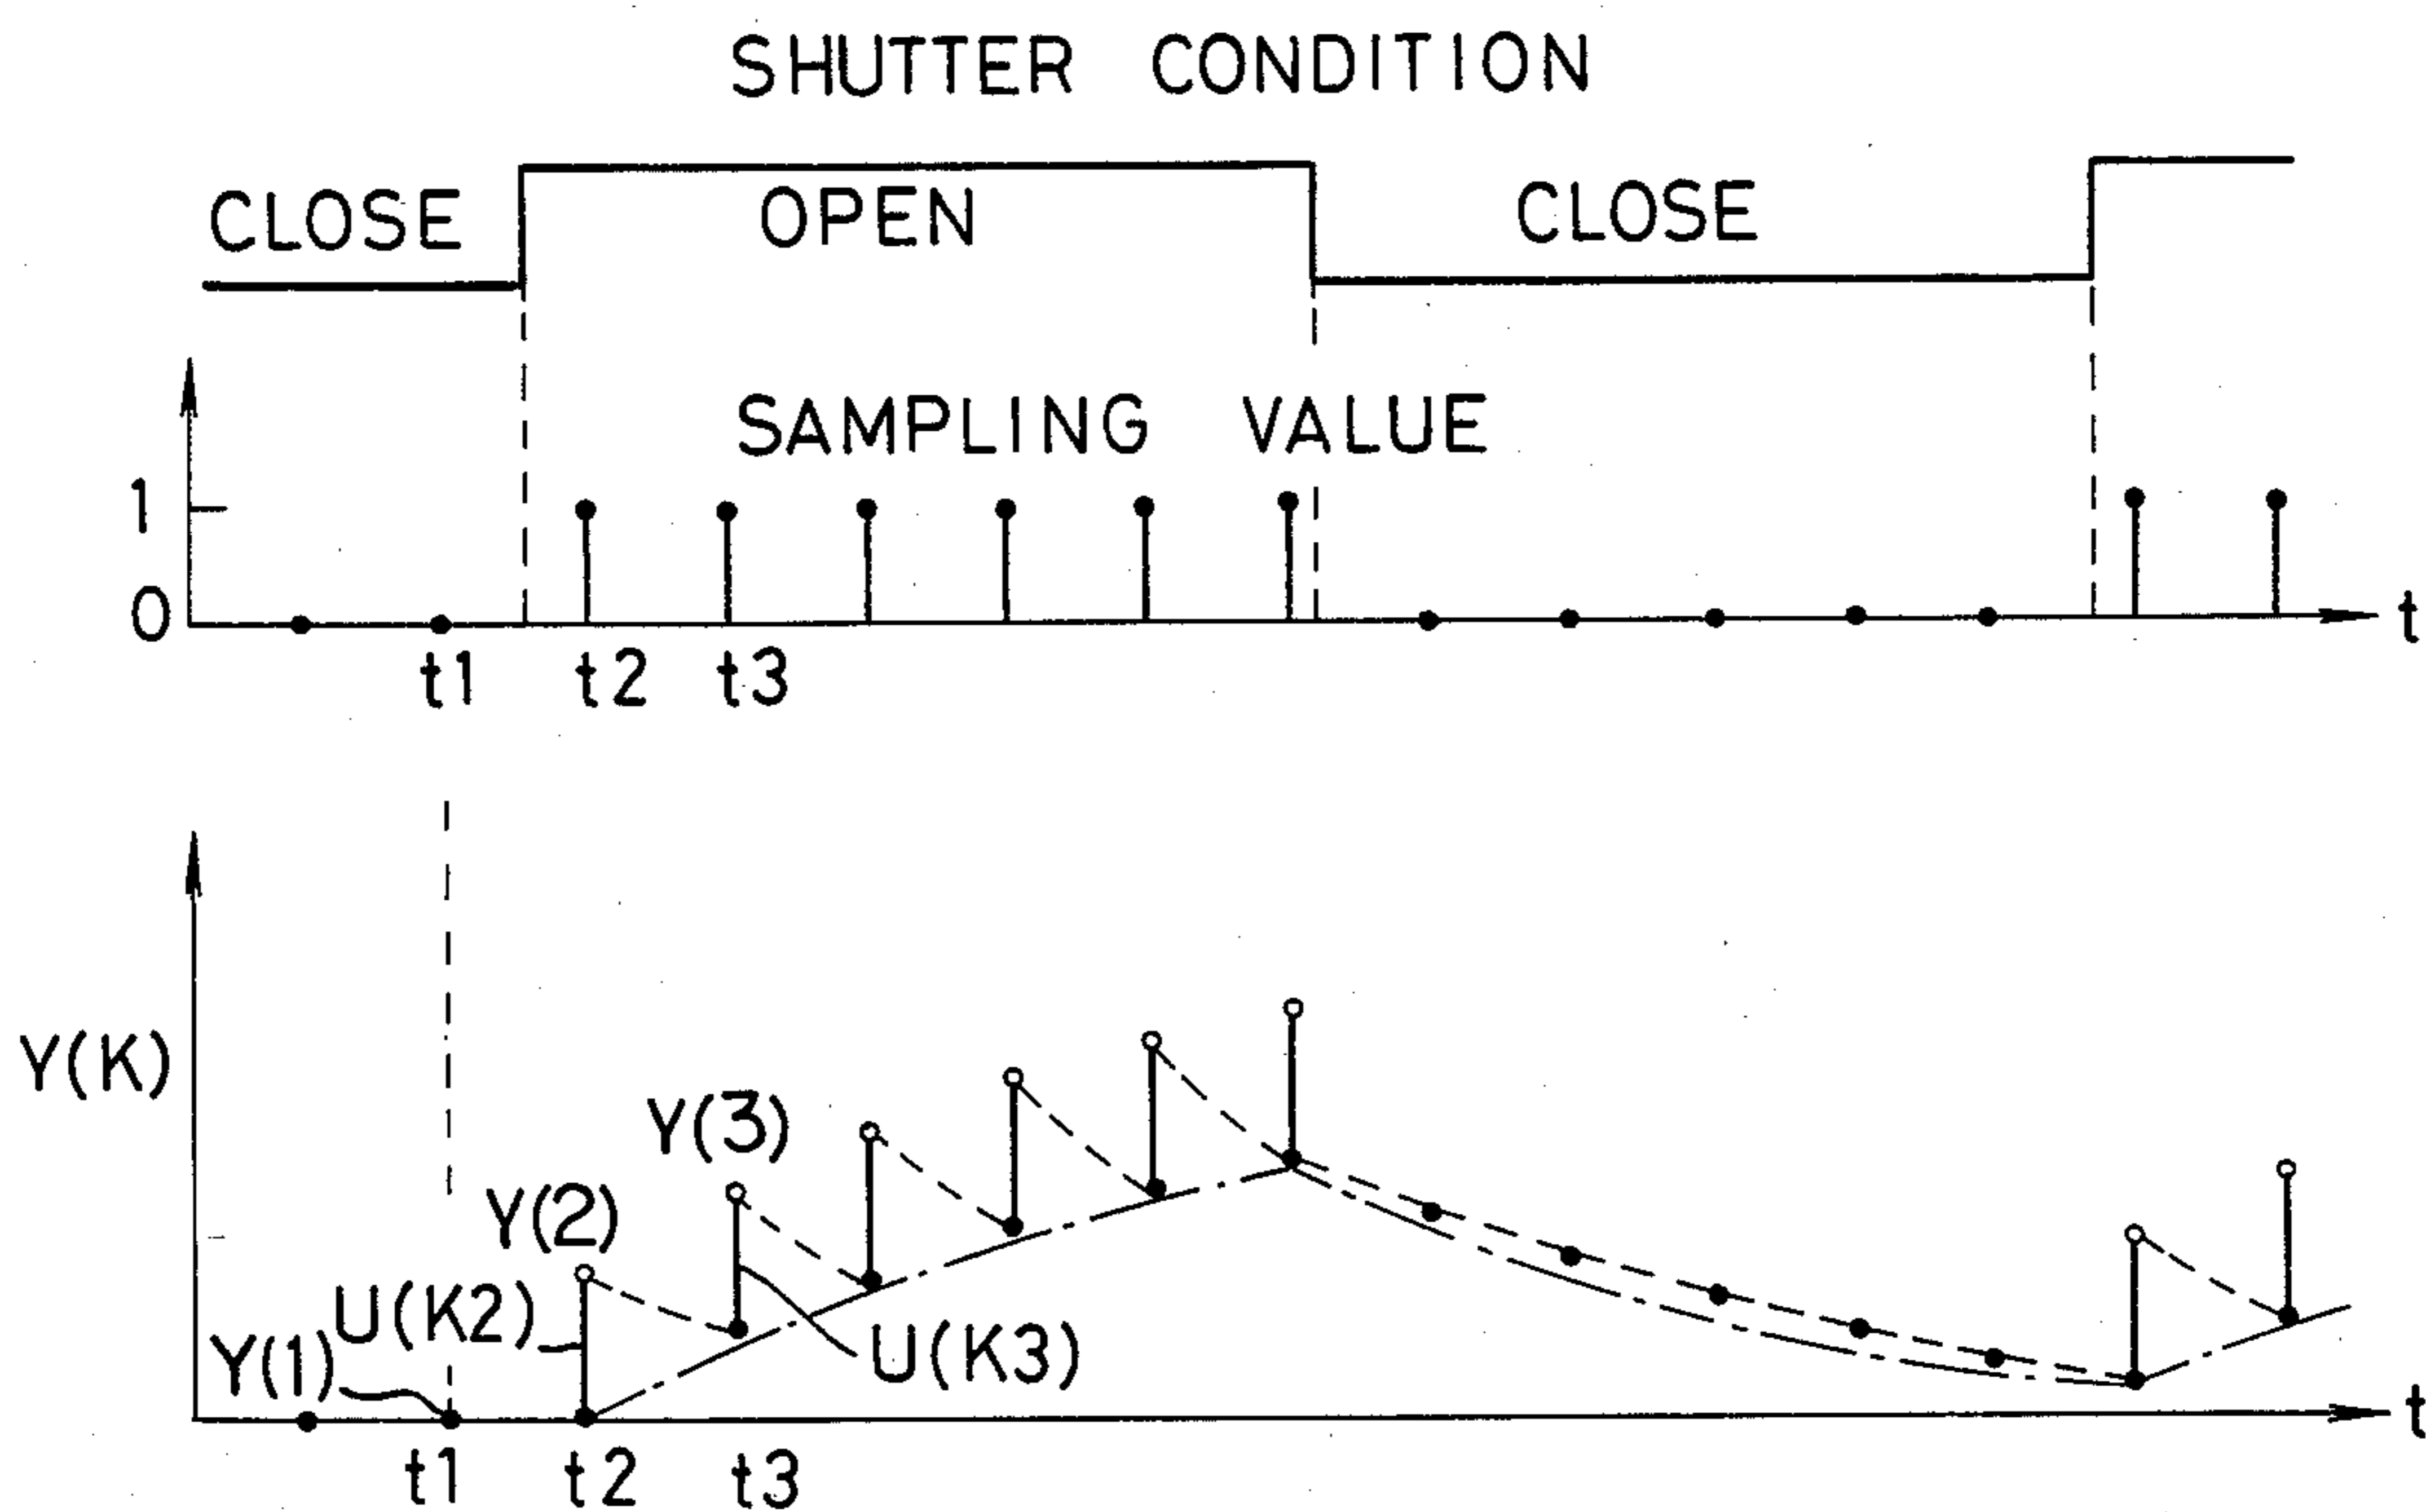 SHUTTER CONDITION
CLOSE
OPEN
CLOSE
SAMPLING VALUE
1
0
t
t1
t2
t3
Y(K)
Y(3)
Y(2)
U(K2)
Y(1)
U(K3)
t
t1
t2
t3